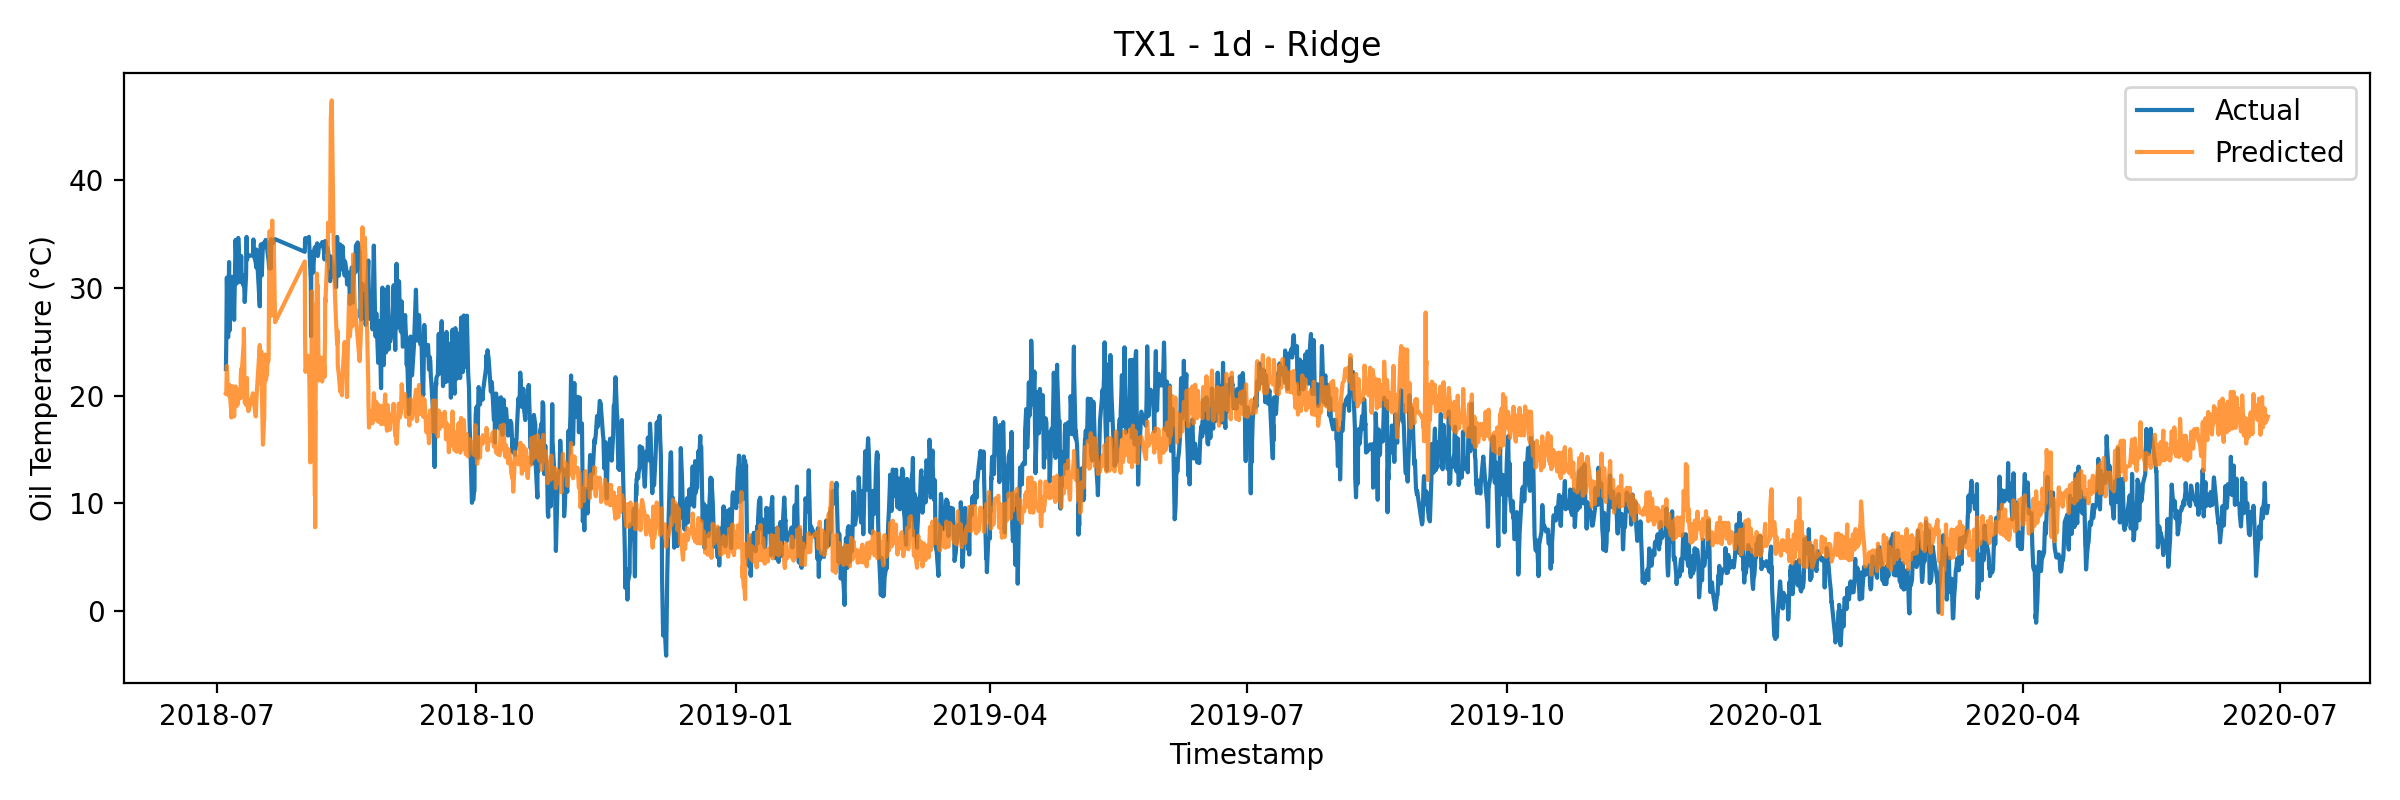 TX1 - 1d - Ridge
Actual
Predicted
Oil Temperature (°C)
40
30
20
10
0
2018-07 2018-10 2019-01 2019-04 2019-07 2019-10 2020-01 2020-04 2020-07
Timestamp